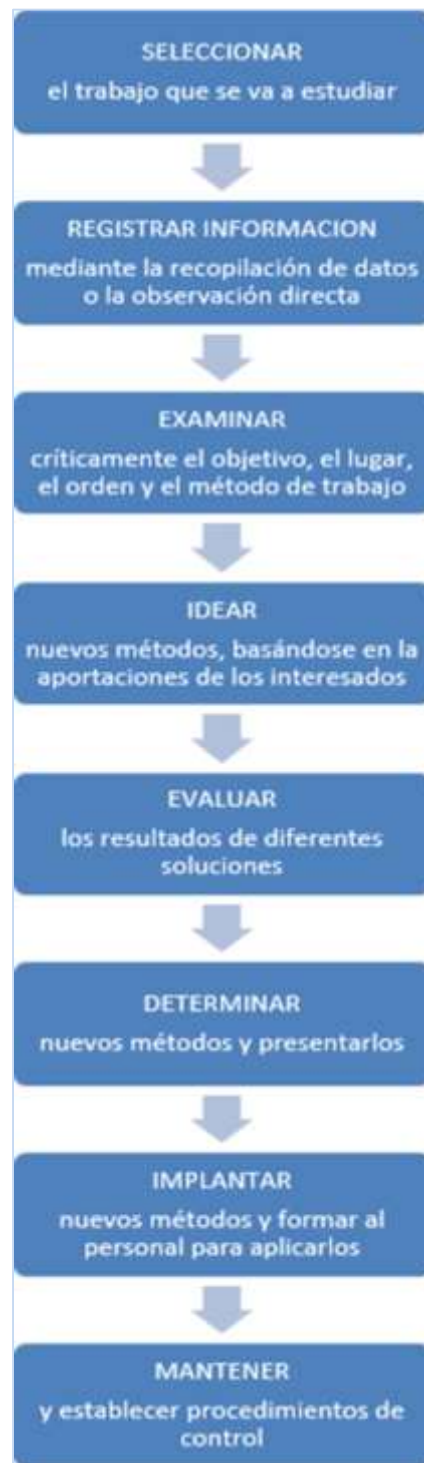 SELECCIONAR
el trabajo que se va a estudiar
REGISTRAR INFORMACION
mediante la recopilación de datos
o la observación directa
EXAMINAR
críticamente el objetivo, el lugar,
el orden y el método de trabajo
IDEAR
nuevos métodos, basándose en la
aportaciones de los interesados
EVALUAR
los resultados de diferentes
soluciones
DETERMINAR
nuevos métodos y presentarlos
IMPLANTAR
nuevos métodos y formar al
personal para aplicarlos
MANTENER
y establecer procedimientos de
control